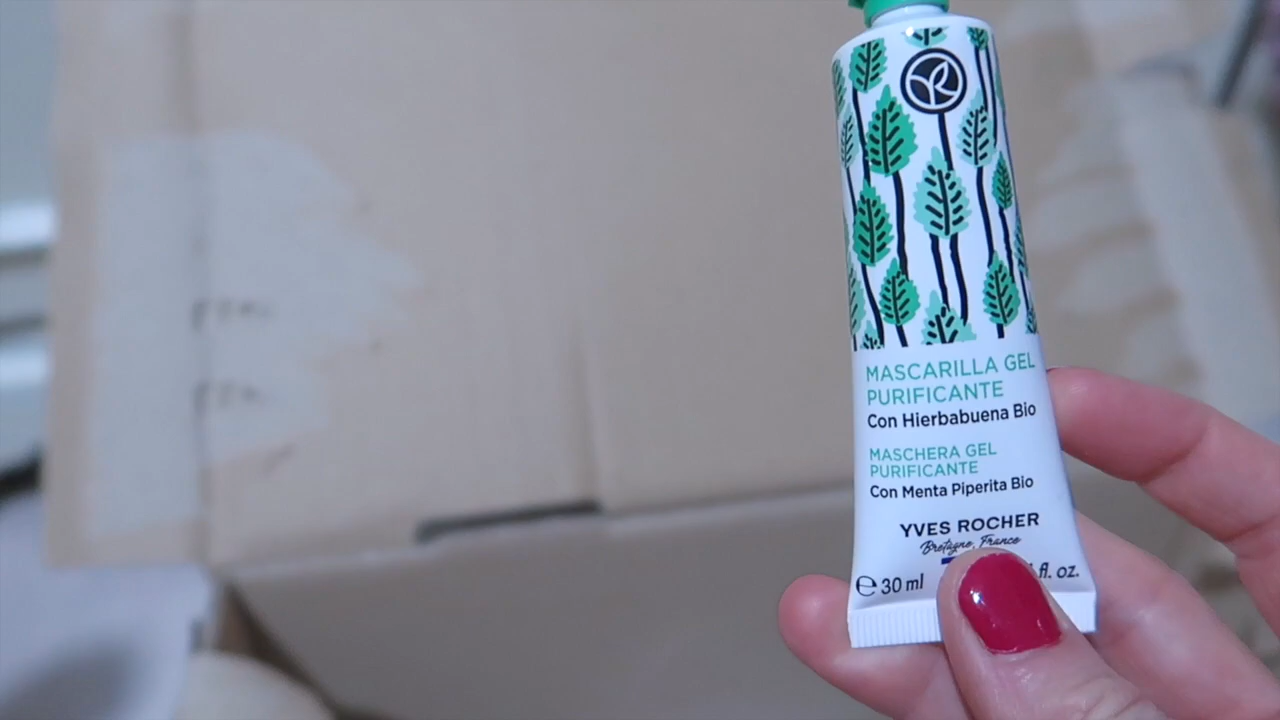 MASCARILLA GEL
PURIFICANTE
Con Hierbabuena Bio
MASCHERA GEL
PURIFICANTE
Con Menta Piperita Bio
YVES ROCHER
Bretagne, France
℮ 30 ml fl. oz.